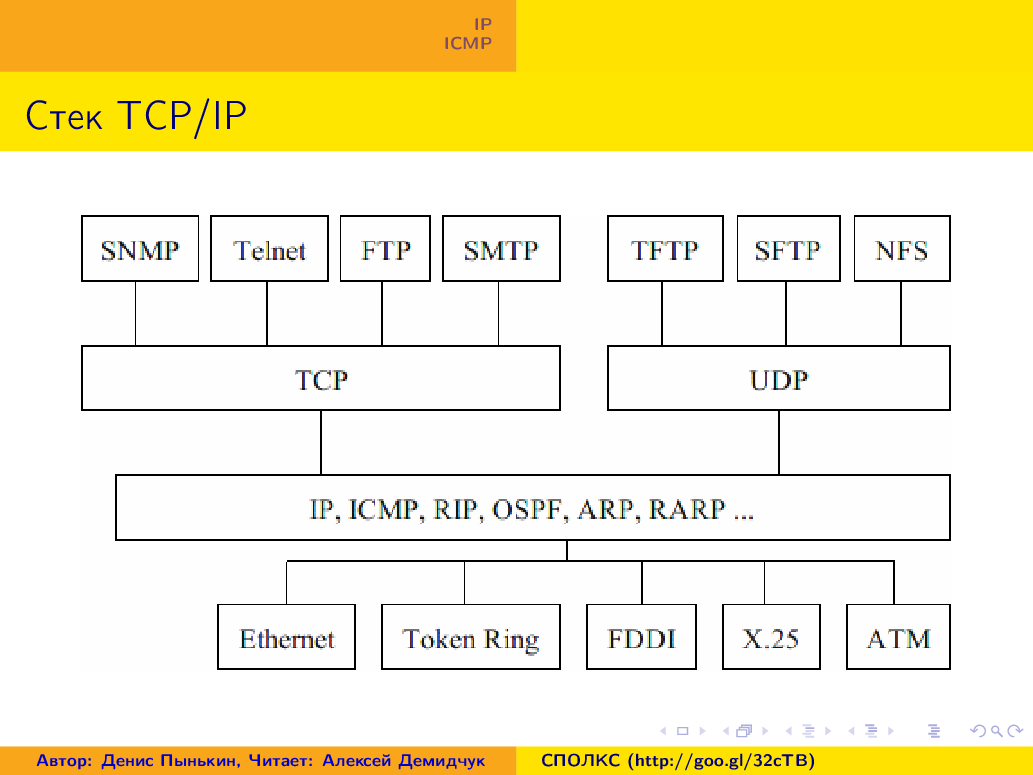 IP
ICMP
Стек TCP/IP
SNMP Telnet FTP SMTP TFTP SFTP NFS
TCP UDP
IP, ICMP, RIP, OSPF, ARP, RARP ...
Ethernet Token Ring FDDI X.25 ATM
Автор: Денис Пынькин, Читает: Алексей Демидчук СПОЛКС (http://goo.gl/32cTB)